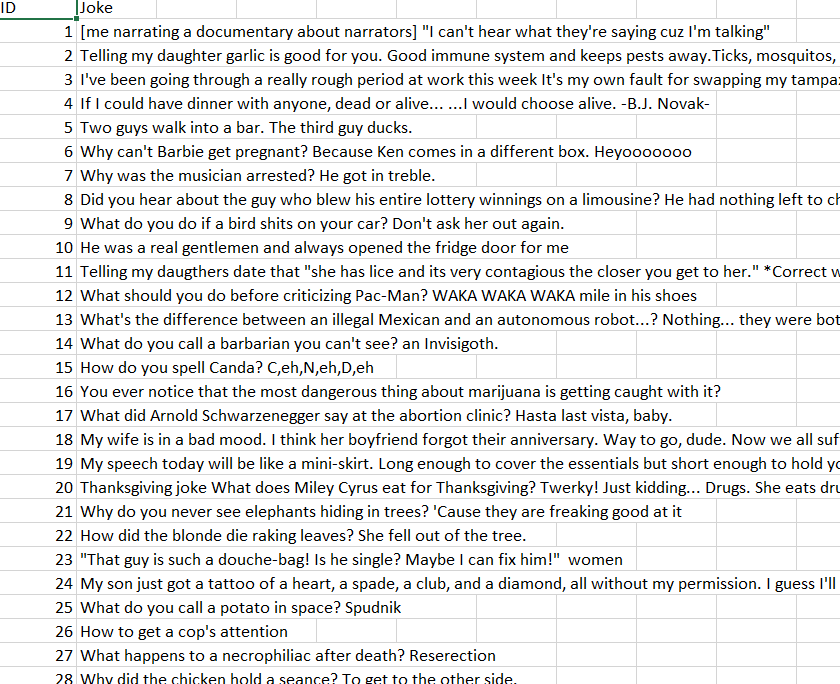 ID Joke
1 [me narrating a documentary about narrators] "I can't hear what they're saying cuz I'm talking"
2 Telling my daughter garlic is good for you. Good immune system and keeps pests away.Ticks, mosquitos,
3 I've been going through a really rough period at work this week It's my own fault for swapping my tampa
4 If I could have dinner with anyone, dead or alive... ...I would choose alive. -B.J. Novak-
5 Two guys walk into a bar. The third guy ducks.
6 Why can't Barbie get pregnant? Because Ken comes in a different box. Heyooooooo
7 Why was the musician arrested? He got in treble.
8 Did you hear about the guy who blew his entire lottery winnings on a limousine? He had nothing left to ch
9 What do you do if a bird shits on your car? Don't ask her out again.
10 He was a real gentlemen and always opened the fridge door for me
11 Telling my daugthers date that "she has lice and its very contagious the closer you get to her." *Correct w
12 What should you do before criticizing Pac-Man? WAKA WAKA WAKA mile in his shoes
13 What's the difference between an illegal Mexican and an autonomous robot...? Nothing... they were bot
14 What do you call a barbarian you can't see? an Invisigoth.
15 How do you spell Canda? C,eh,N,eh,D,eh
16 You ever notice that the most dangerous thing about marijuana is getting caught with it?
17 What did Arnold Schwarzenegger say at the abortion clinic? Hasta last vista, baby.
18 My wife is in a bad mood. I think her boyfriend forgot their anniversary. Way to go, dude. Now we all suf
19 My speech today will be like a mini-skirt. Long enough to cover the essentials but short enough to hold yo
20 Thanksgiving joke What does Miley Cyrus eat for Thanksgiving? Twerky! Just kidding... Drugs. She eats dru
21 Why do you never see elephants hiding in trees? 'Cause they are freaking good at it
22 How did the blonde die raking leaves? She fell out of the tree.
23 "That guy is such a douche-bag! Is he single? Maybe I can fix him!"  women
24 My son just got a tattoo of a heart, a spade, a club, and a diamond, all without my permission. I guess I'll
25 What do you call a potato in space? Spudnik
26 How to get a cop's attention
27 What happens to a necrophiliac after death? Reserection
28 Why did the chicken hold a seance? To get to the other side.